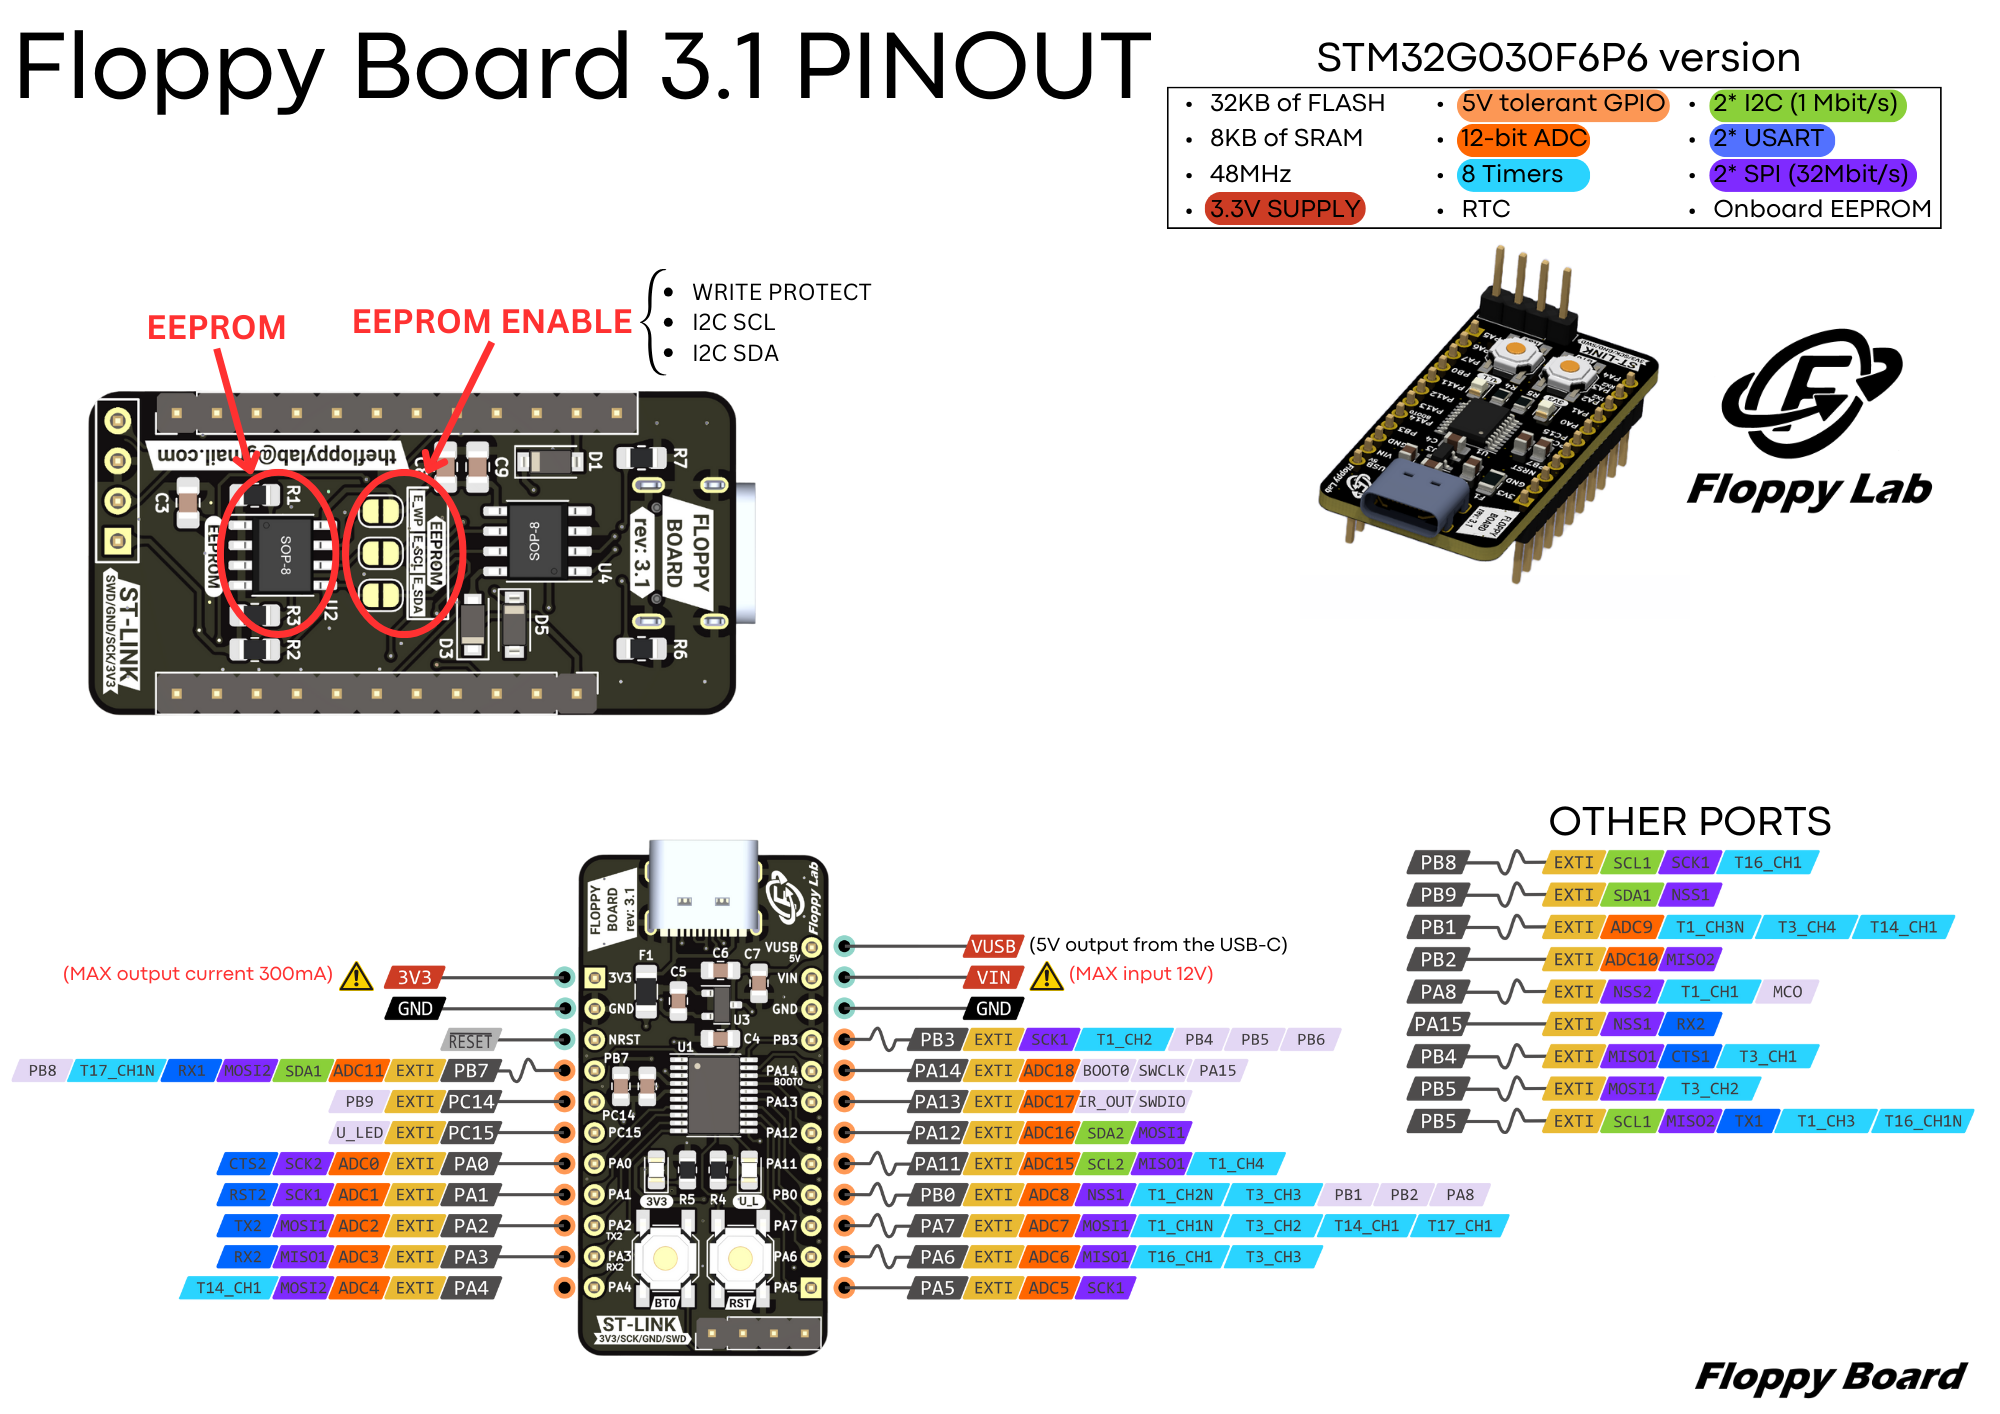 Floppy Board 3.1 PINOUT
STM32G030F6P6 version
• 32KB of FLASH
• 8KB of SRAM
• 48MHz
• 3.3V SUPPLY
• 5V tolerant GPIO
• 12-bit ADC
• 8 Timers
• RTC
• 2* I2C (1 Mbit/s)
• 2* USART
• 2* SPI (32Mbit/s)
• Onboard EEPROM
EEPROM
EEPROM ENABLE
• WRITE PROTECT
• I2C SCL
• I2C SDA
C3
R1
EEPROM
SOP-8
U2
R3
R2
E_WP
E_SCL
E_SDA
EEPROM
C9
D1
SOP-8
U4
D3
D5
R7
R6
FLOPPY
BOARD
rev: 3.1
ST-LINK
SWD/GND/SCK/3V3
Floppy Lab
OTHER PORTS
PB8 EXTI SCL1 SCK1 T16_CH1
PB9 EXTI SDA1 NSS1
PB1 EXTI ADC9 T1_CH3N T3_CH4 T14_CH1
PB2 EXTI ADC10 MISO2
PA8 EXTI NSS2 T1_CH1 MCO
PA15 EXTI NSS1 RX2
PB4 EXTI MISO1 CTS1 T3_CH1
PB5 EXTI MOSI1 T3_CH2
PB5 EXTI SCL1 MISO2 TX1 T1_CH3 T16_CH1N
(MAX output current 300mA) 3V3
GND
RESET
PB8 T17_CH1N RX1 MOSI2 SDA1 ADC11 EXTI PB7
PB9 EXTI PC14
U_LED EXTI PC15
CTS2 SCK2 ADC0 EXTI PA0
RST2 SCK1 ADC1 EXTI PA1
TX2 MOSI1 ADC2 EXTI PA2
RX2 MISO1 ADC3 EXTI PA3
T14_CH1 MOSI2 ADC4 EXTI PA4
FLOPPY
BOARD
rev: 3.1
Floppy Lab
3V3
GND
NRST
PB7
PC14
PC15
PA0
PA1
PA2
TX2
PA3
RX2
PA4
F1
C5
C6
C7
U3
C4
U1
3V3
R5
R4
U_L
BT0
RST
VUSB
5V
VIN
GND
PB3
PA14
BOOT0
PA13
PA12
PA11
PB0
PA7
PA6
PA5
ST-LINK
3V3/SCK/GND/SWD
VUSB (5V output from the USB-C)
VIN (MAX input 12V)
GND
PB3 EXTI SCK1 T1_CH2 PB4 PB5 PB6
PA14 EXTI ADC18 BOOT0 SWCLK PA15
PA13 EXTI ADC17 IR_OUT SWDIO
PA12 EXTI ADC16 SDA2 MOSI1
PA11 EXTI ADC15 SCL2 MISO1 T1_CH4
PB0 EXTI ADC8 NSS1 T1_CH2N T3_CH3 PB1 PB2 PA8
PA7 EXTI ADC7 MOSI1 T1_CH1N T3_CH2 T14_CH1 T17_CH1
PA6 EXTI ADC6 MISO1 T16_CH1 T3_CH3
PA5 EXTI ADC5 SCK1
Floppy Board